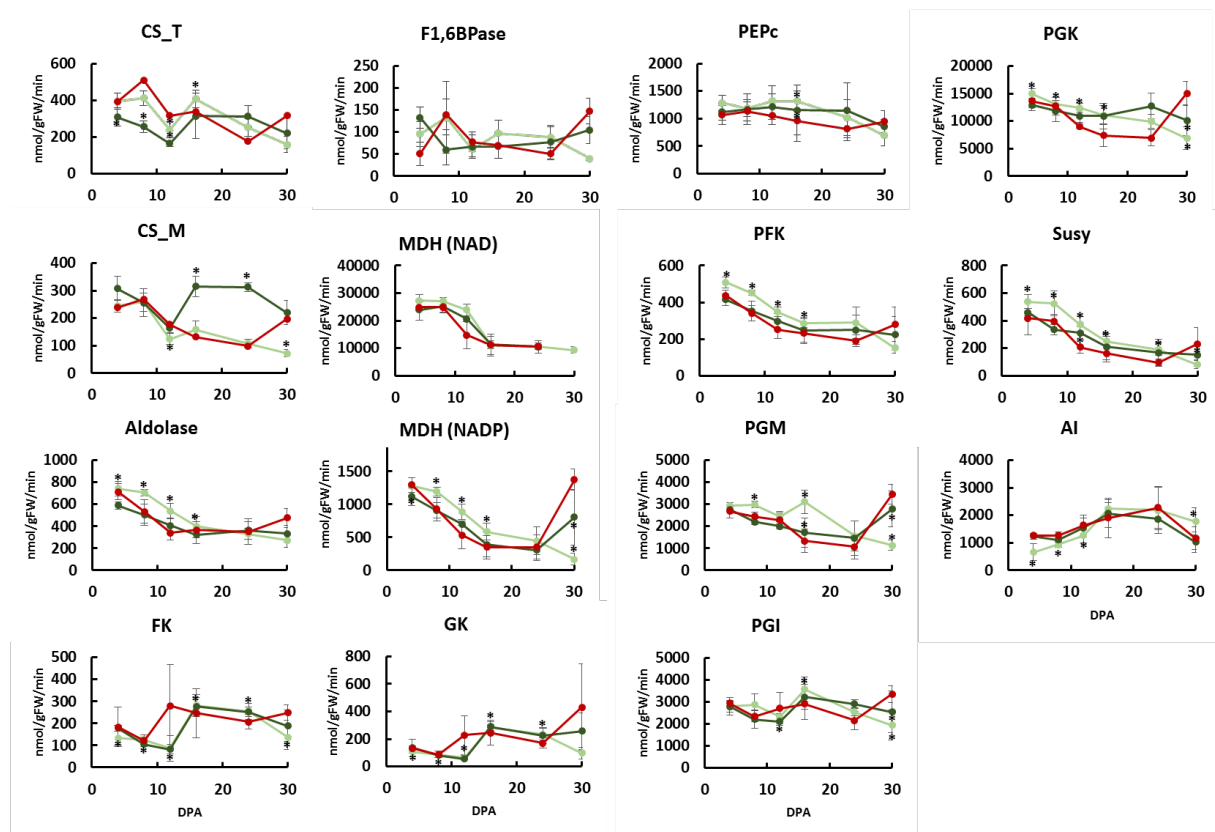 CS_T
nmol/gFW/min
600
400
200
0
0 10 20 30
F1,6BPase
nmol/gFW/min
250
200
150
100
50
0
0 10 20 30
PEPc
nmol/gFW/min
2000
1500
1000
500
0
0 10 20 30
PGK
nmol/gFW/min
20000
15000
10000
5000
0
0 10 20 30
CS_M
nmol/gFW/min
400
300
200
100
0
0 10 20 30
MDH (NAD)
nmol/gFW/min
40000
30000
20000
10000
0
0 10 20 30
PFK
nmol/gFW/min
600
400
200
0
0 10 20 30
Susy
nmol/gFW/min
800
600
400
200
0
0 10 20 30
Aldolase
nmol/gFW/min
1000
800
600
400
200
0
0 10 20 30
MDH (NADP)
nmol/gFW/min
1500
1000
500
0
0 10 20 30
PGM
nmol/gFW/min
4000
3000
2000
1000
0
0 10 20 30
AI
nmol/gFW/min
4000
3000
2000
1000
0
0 10 20 30
DPA
FK
nmol/gFW/min
500
400
300
200
100
0
0 10 20 30
DPA
GK
nmol/gFW/min
800
600
400
200
0
0 10 20 30
DPA
PGI
nmol/gFW/min
5000
4000
3000
2000
1000
0
0 10 20 30
DPA